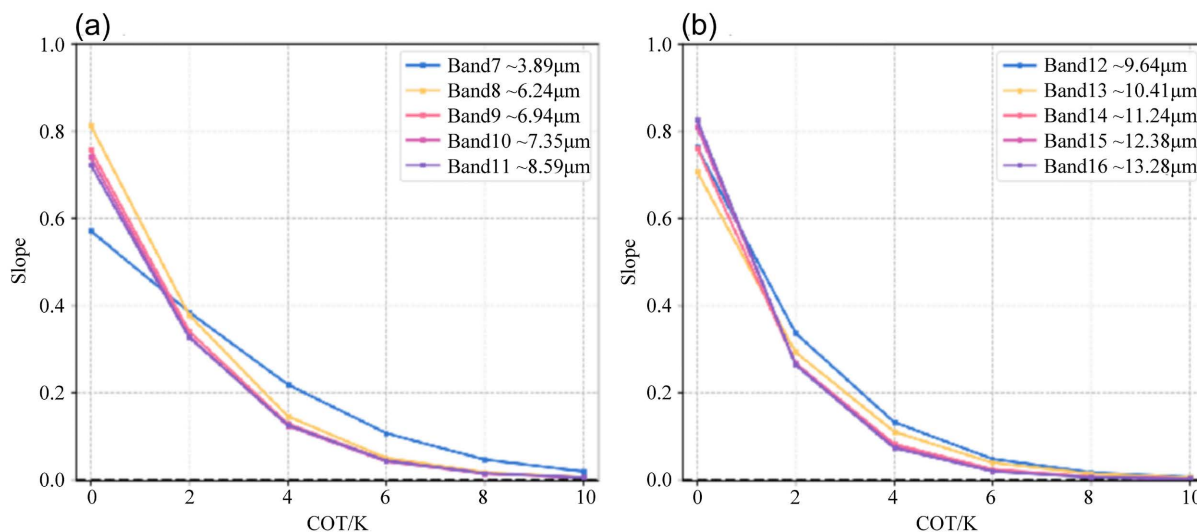 (a)
1.0
0.8
0.6
0.4
0.2
0.0
Slope
Band7 ~3.89μm
Band8 ~6.24μm
Band9 ~6.94μm
Band10 ~7.35μm
Band11 ~8.59μm
0 2 4 6 8 10
COT/K
(b)
1.0
0.8
0.6
0.4
0.2
0.0
Slope
Band12 ~9.64μm
Band13 ~10.41μm
Band14 ~11.24μm
Band15 ~12.38μm
Band16 ~13.28μm
0 2 4 6 8 10
COT/K